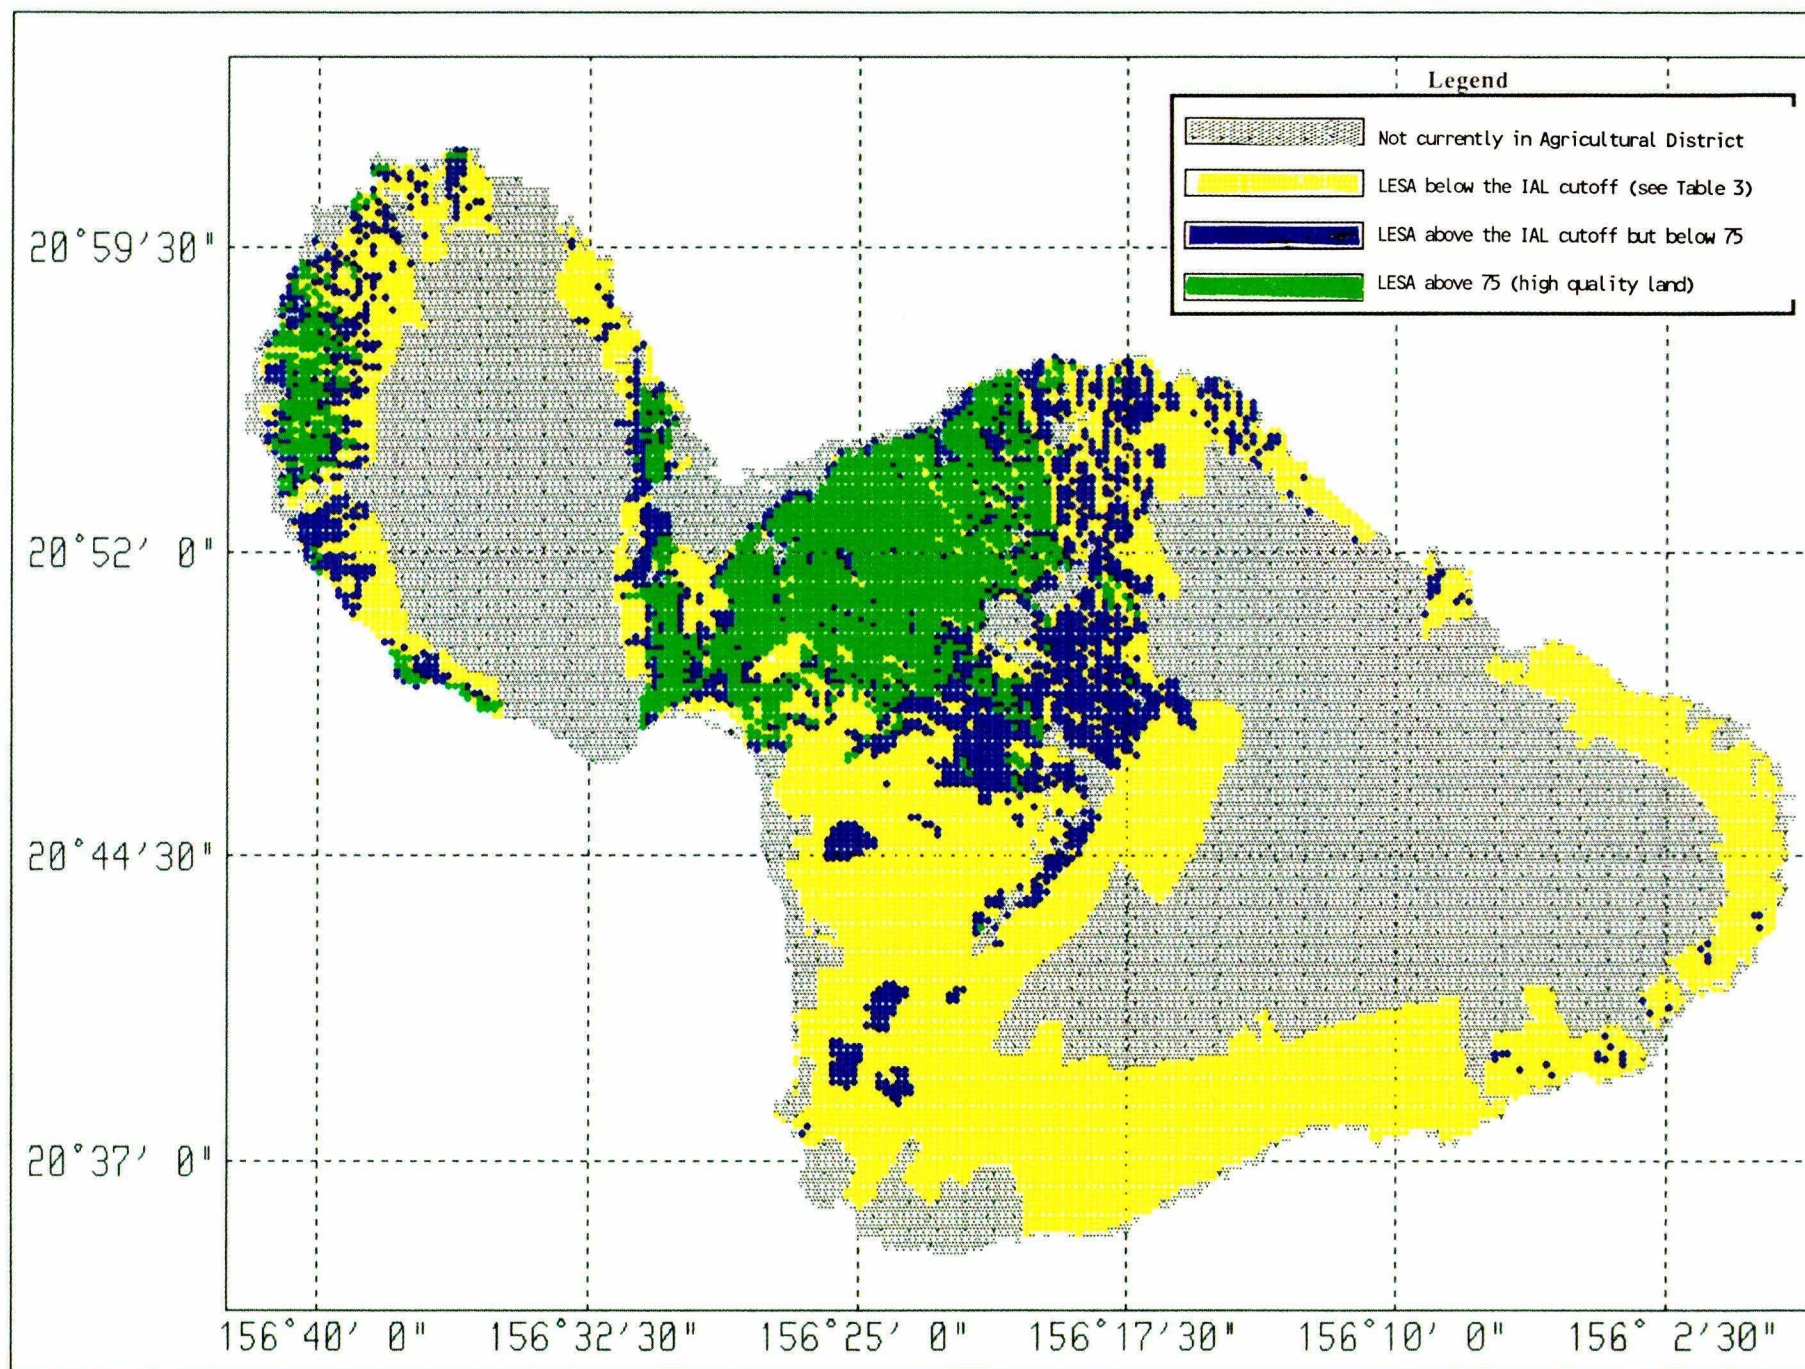 Legend
Not currently in Agricultural District
LESA below the IAL cutoff (see Table 3)
LESA above the IAL cutoff but below 75
LESA above 75 (high quality land)
20°59'30"
20°52' 0"
20°44'30"
20°37' 0"
156°40' 0" 156°32'30" 156°25' 0" 156°17'30" 156°10' 0" 156° 2'30"